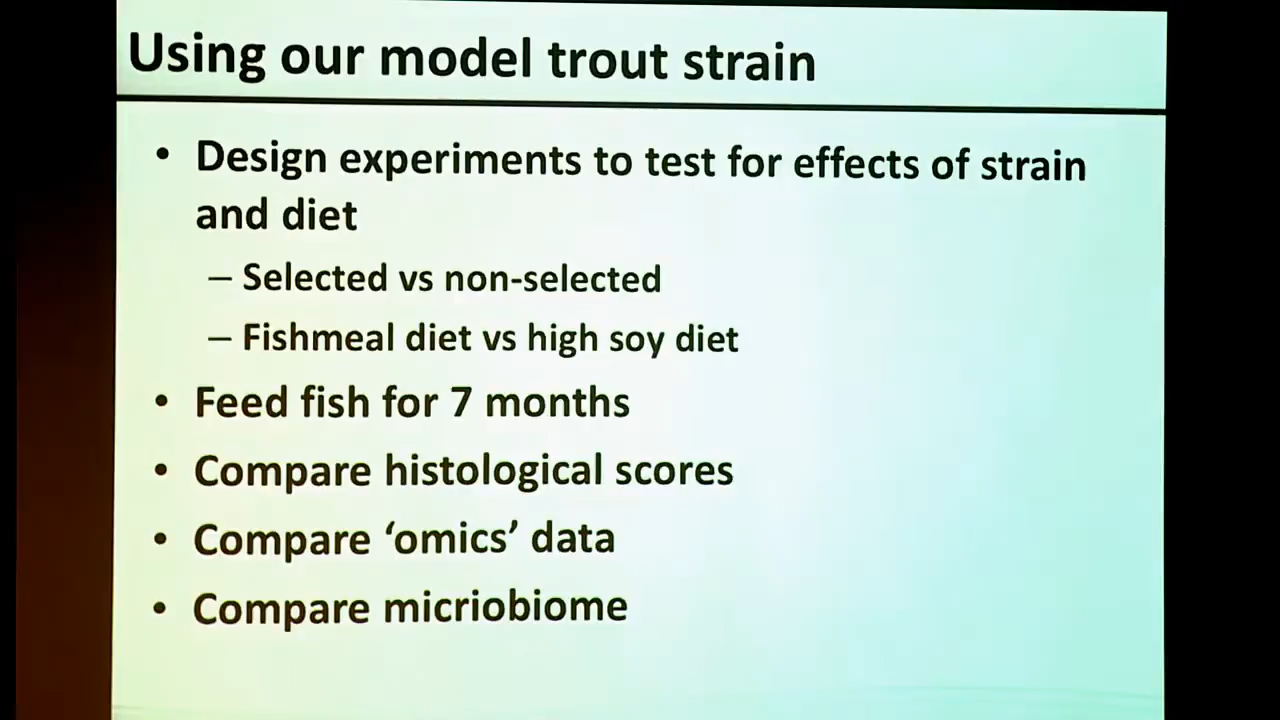 Using our model trout strain
• Design experiments to test for effects of strain
and diet
– Selected vs non-selected
– Fishmeal diet vs high soy diet
• Feed fish for 7 months
• Compare histological scores
• Compare ‘omics’ data
• Compare micriobiome